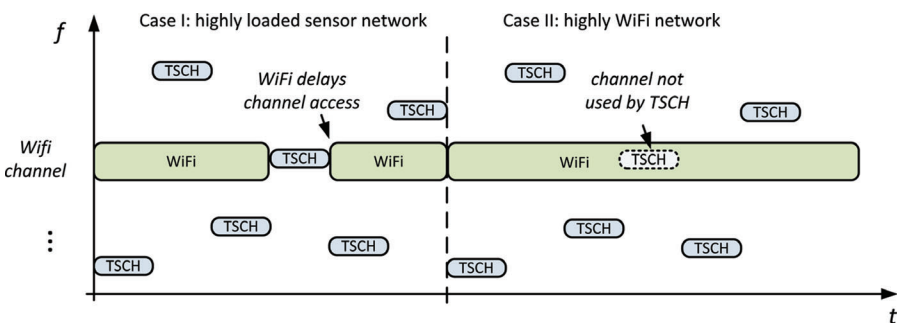 Case I: highly loaded sensor network
Case II: highly WiFi network
f
TSCH
WiFi delays
channel access
TSCH
TSCH
channel not
used by TSCH
TSCH
Wifi
channel
WiFi
TSCH
WiFi
WiFi
TSCH
TSCH
TSCH
TSCH
TSCH
TSCH
TSCH
TSCH
t